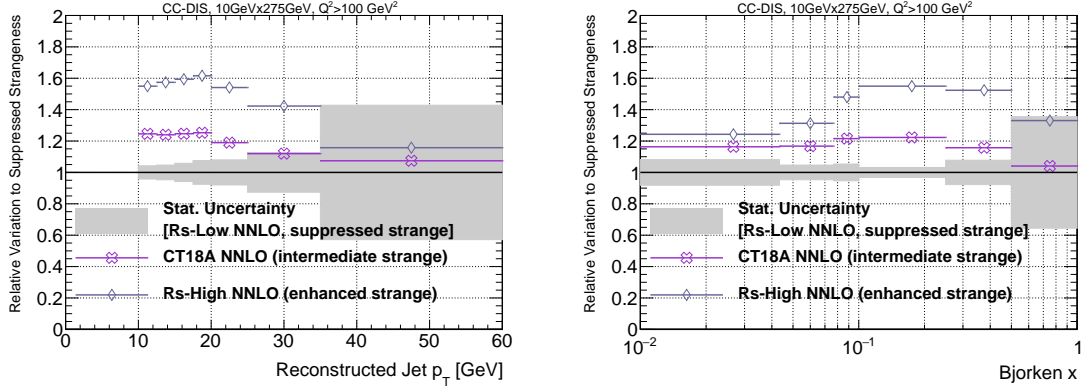 CC-DIS, 10GeVx275GeV, Q²>100 GeV²
Relative Variation to Suppressed Strangeness
2
1.8
1.6
1.4
1.2
1
0.8
0.6
0.4
0.2
0
Stat. Uncertainty
[Rs-Low NNLO, suppressed strange]
CT18A NNLO (intermediate strange)
Rs-High NNLO (enhanced strange)
0 10 20 30 40 50 60
Reconstructed Jet p_T [GeV]
CC-DIS, 10GeVx275GeV, Q²>100 GeV²
Relative Variation to Suppressed Strangeness
2
1.8
1.6
1.4
1.2
1
0.8
0.6
0.4
0.2
0
Stat. Uncertainty
[Rs-Low NNLO, suppressed strange]
CT18A NNLO (intermediate strange)
Rs-High NNLO (enhanced strange)
10⁻² 10⁻¹ 1
Bjorken x